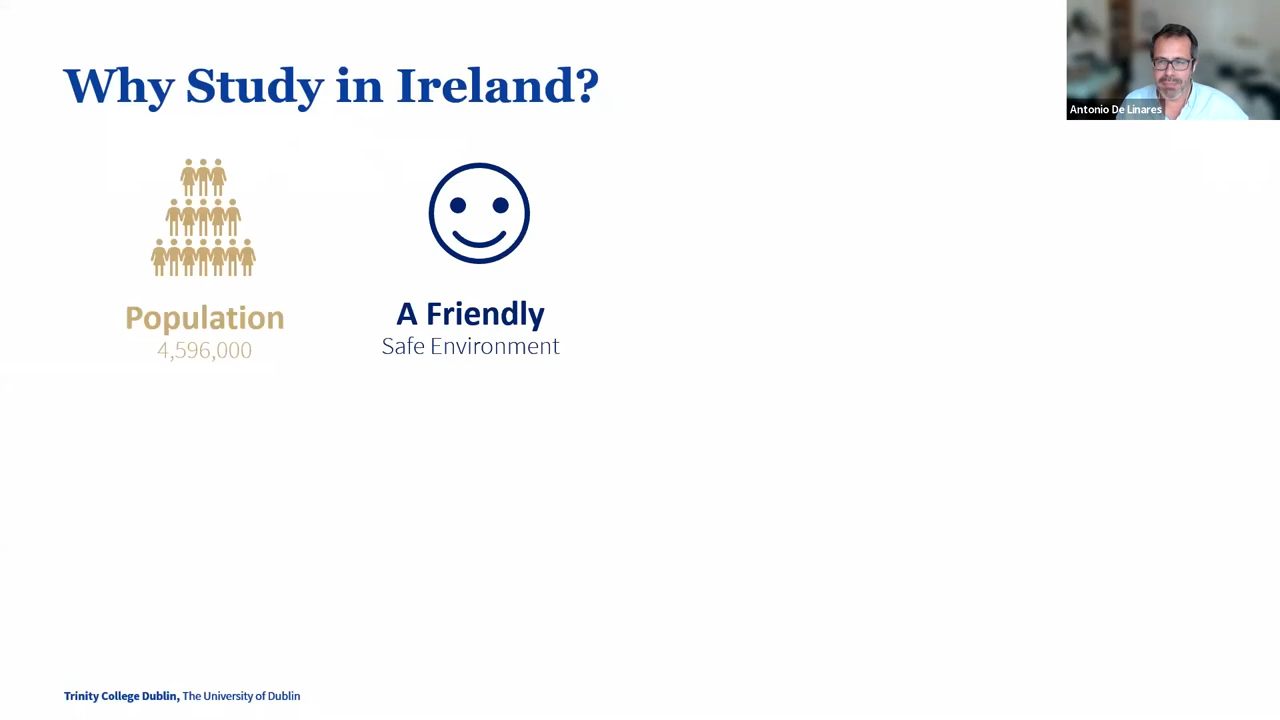 Why Study in Ireland?
Antonio De Linares
Population
4,596,000
A Friendly
Safe Environment
Trinity College Dublin, The University of Dublin